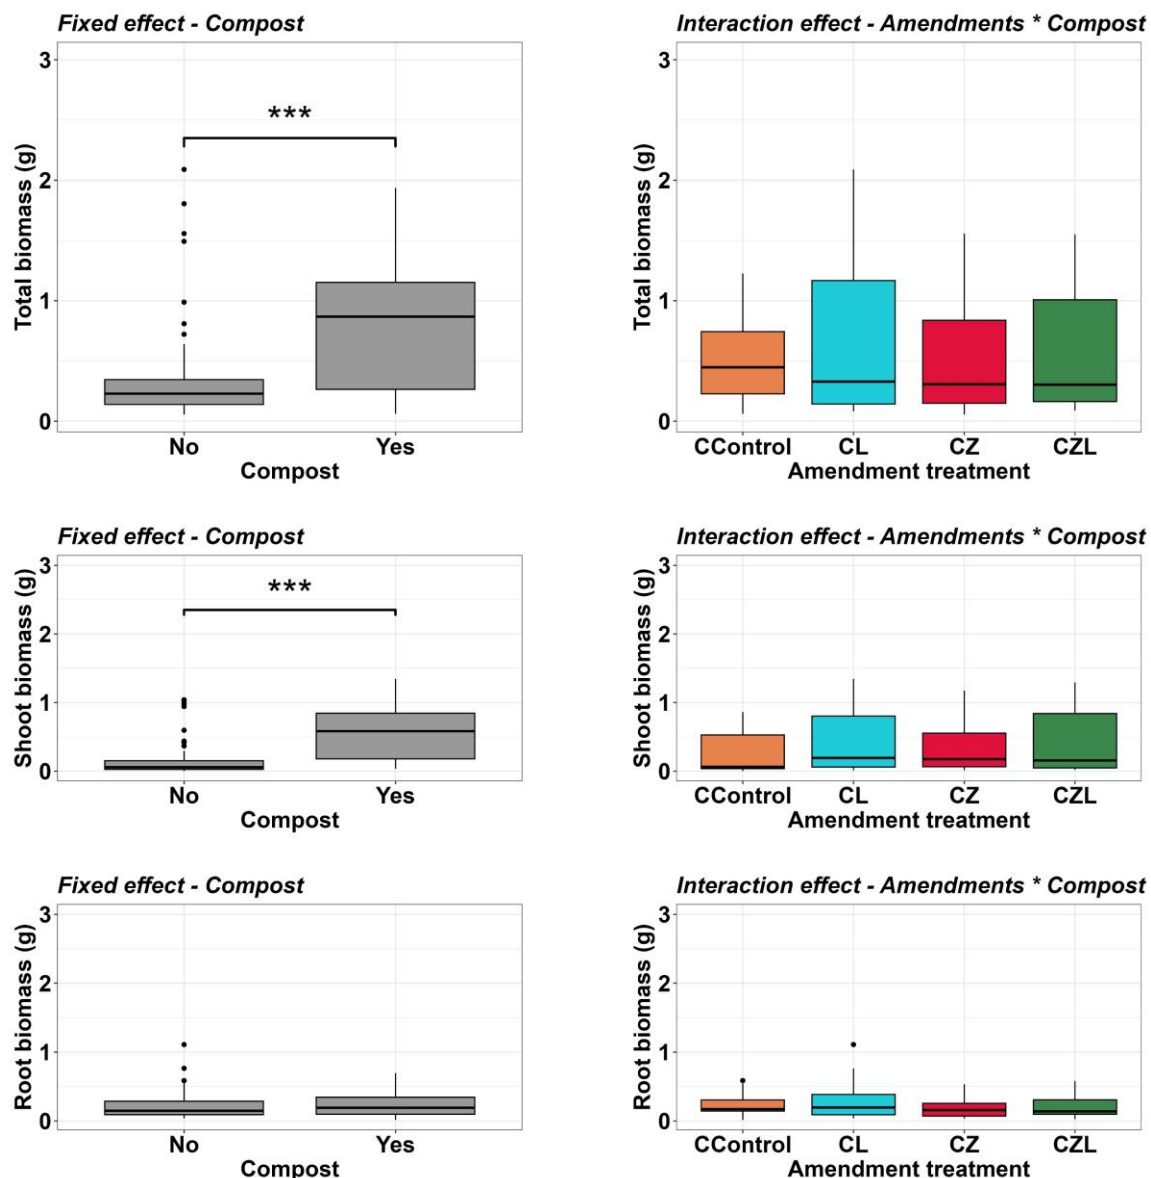 Fixed effect - Compost
Total biomass (g)
3
2
1
0
***
No
Yes
Compost
Interaction effect - Amendments * Compost
Total biomass (g)
3
2
1
0
CControl
CL
CZ
CZL
Amendment treatment
Fixed effect - Compost
Shoot biomass (g)
3
2
1
0
***
No
Yes
Compost
Interaction effect - Amendments * Compost
Shoot biomass (g)
3
2
1
0
CControl
CL
CZ
CZL
Amendment treatment
Fixed effect - Compost
Root biomass (g)
3
2
1
0
No
Yes
Compost
Interaction effect - Amendments * Compost
Root biomass (g)
3
2
1
0
CControl
CL
CZ
CZL
Amendment treatment